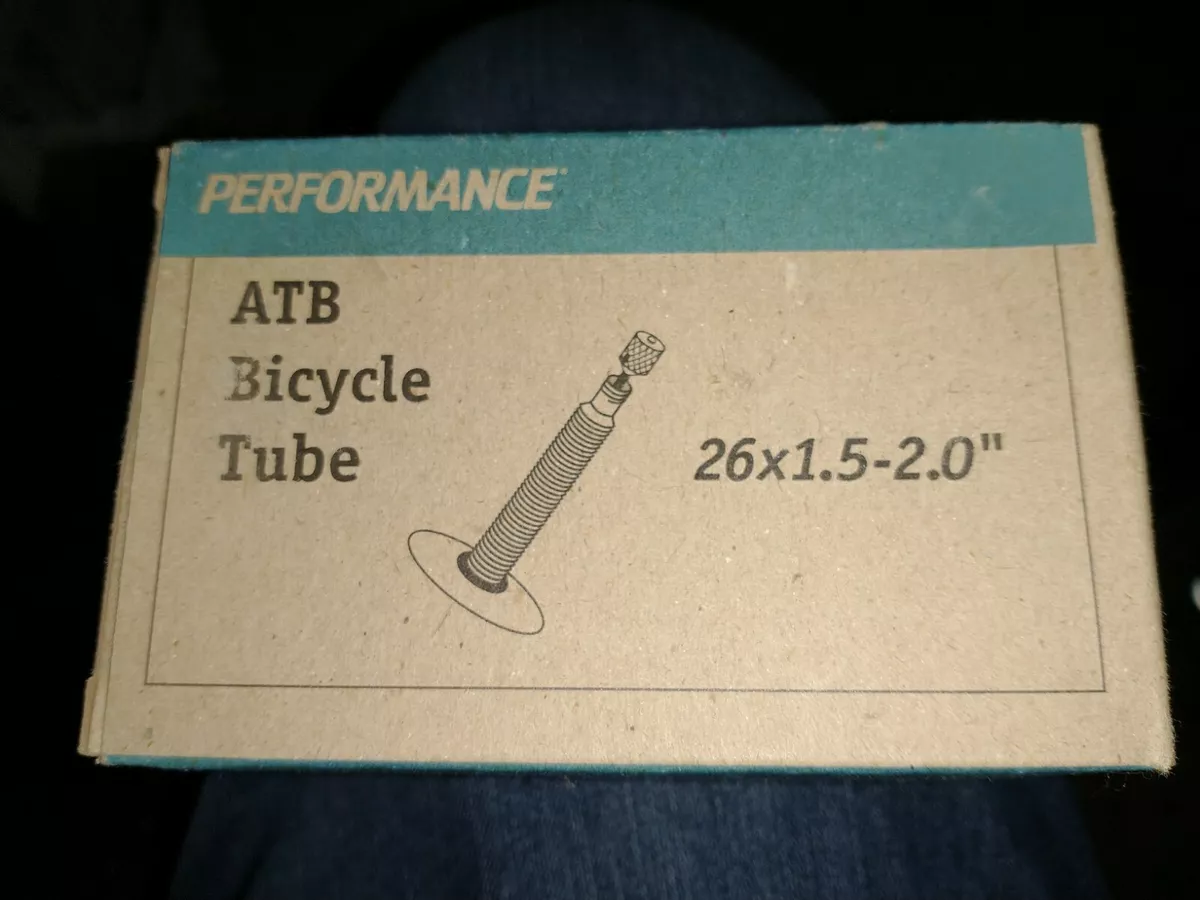 PERFORMANCE
ATB
Bicycle
Tube
26x1.5-2.0"